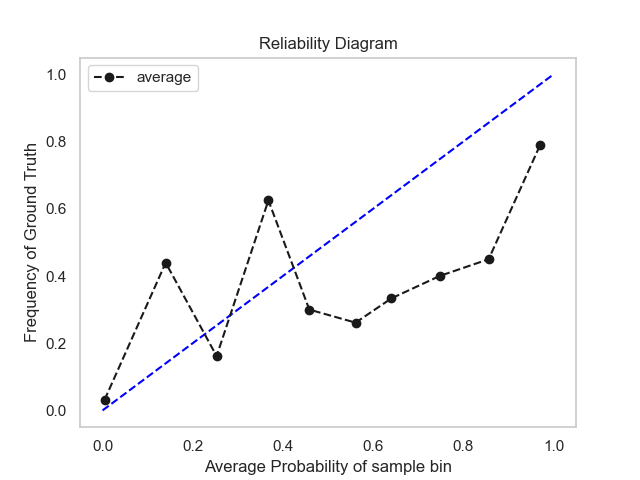 Reliability Diagram
average
Frequency of Ground Truth
1.0
0.8
0.6
0.4
0.2
0.0
0.0 0.2 0.4 0.6 0.8 1.0
Average Probability of sample bin